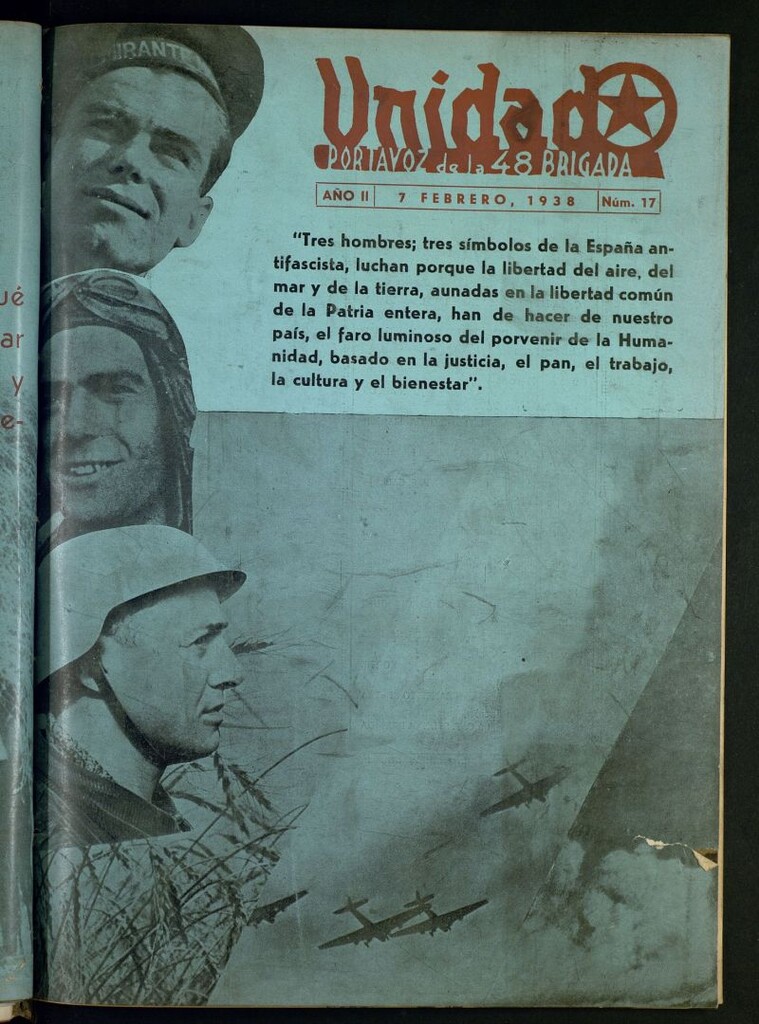 MIRANTE
Unidad
PORTAVOZ de la 48 BRIGADA
AÑO II 7 FEBRERO, 1938 Núm. 17
"Tres hombres; tres símbolos de la España an-
tifascista, luchan porque la libertad del aire, del
mar y de la tierra, aunadas en la libertad común
de la Patria entera, han de hacer de nuestro
país, el faro luminoso del porvenir de la Huma-
nidad, basado en la justicia, el pan, el trabajo,
la cultura y el bienestar".
ué
ar
y
e-